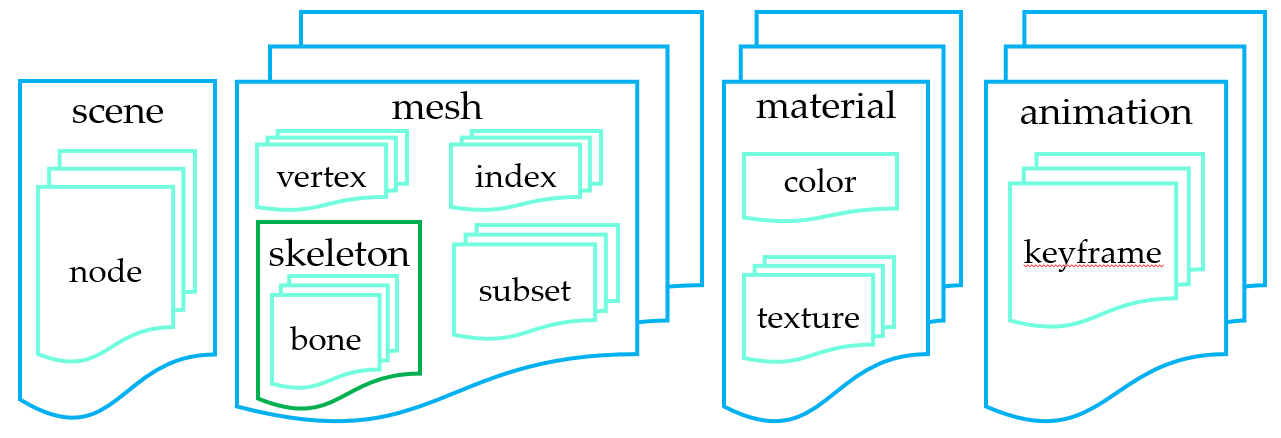 scene
node
mesh
vertex
index
skeleton
bone
subset
material
color
texture
animation
keyframe